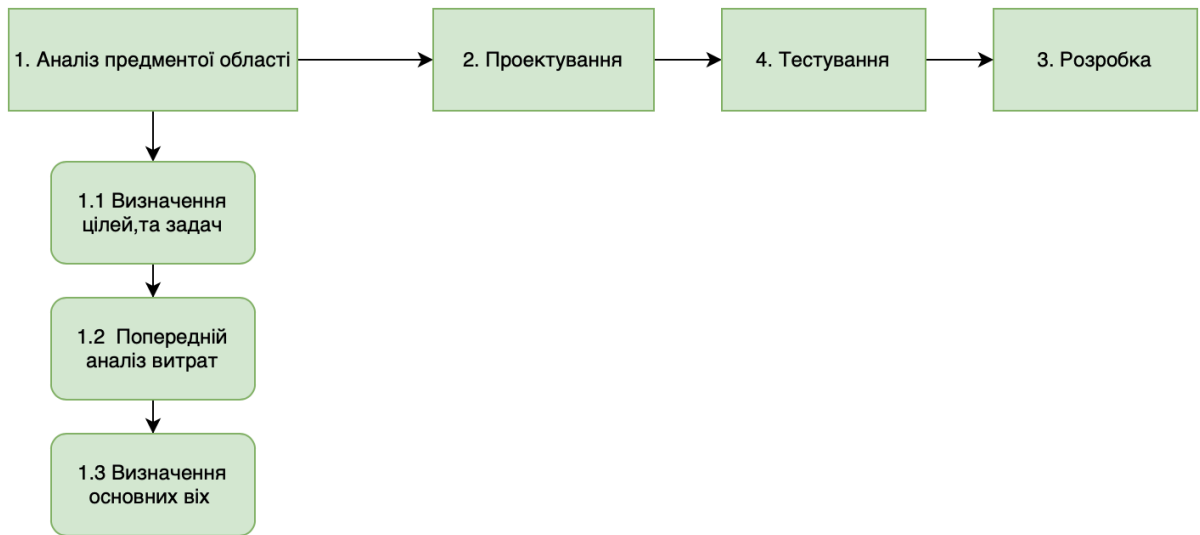 1. Аналіз предментої області
2. Проектування
4. Тестування
3. Розробка
1.1 Визначення
цілей,та задач
1.2 Попередній
аналіз витрат
1.3 Визначення
основних віх